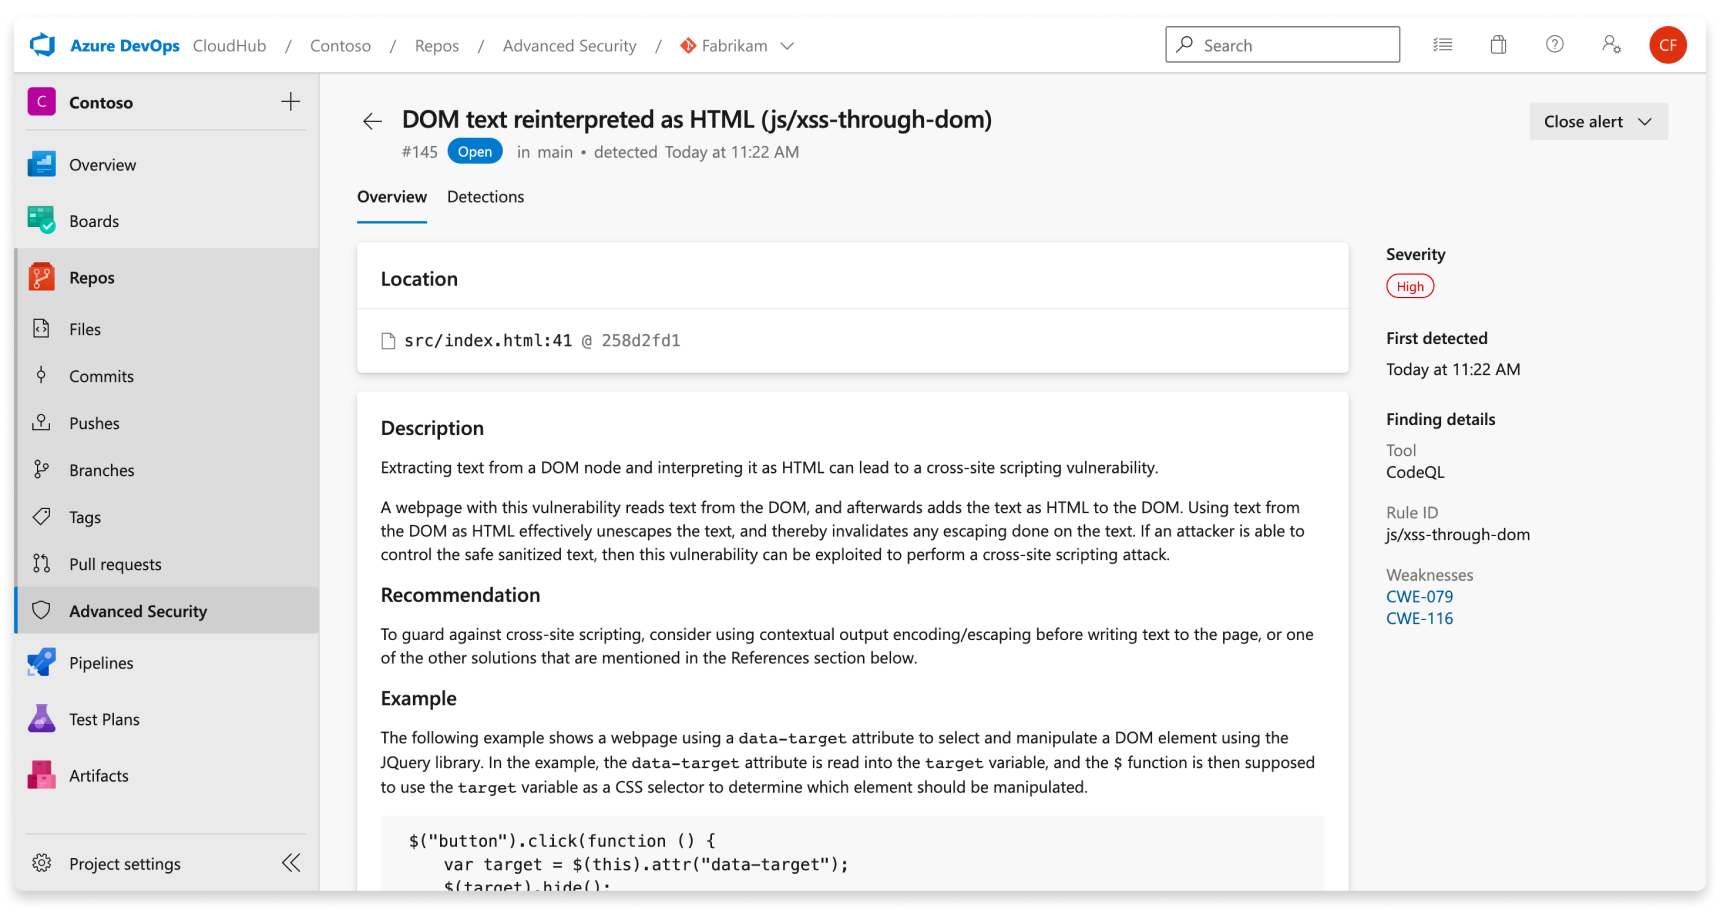 Azure DevOps CloudHub / Contoso / Repos / Advanced Security / Fabrikam
Search
CF
C Contoso
Overview
Boards
Repos
Files
Commits
Pushes
Branches
Tags
Pull requests
Advanced Security
Pipelines
Test Plans
Artifacts
Project settings
DOM text reinterpreted as HTML (js/xss-through-dom)
#145 Open in main • detected Today at 11:22 AM
Close alert
Overview Detections
Location
src/index.html:41 @ 258d2fd1
Description
Extracting text from a DOM node and interpreting it as HTML can lead to a cross-site scripting vulnerability.
A webpage with this vulnerability reads text from the DOM, and afterwards adds the text as HTML to the DOM. Using text from
the DOM as HTML effectively unescapes the text, and thereby invalidates any escaping done on the text. If an attacker is able to
control the safe sanitized text, then this vulnerability can be exploited to perform a cross-site scripting attack.
Recommendation
To guard against cross-site scripting, consider using contextual output encoding/escaping before writing text to the page, or one
of the other solutions that are mentioned in the References section below.
Example
The following example shows a webpage using a data-target attribute to select and manipulate a DOM element using the
JQuery library. In the example, the data-target attribute is read into the target variable, and the $ function is then supposed
to use the target variable as a CSS selector to determine which element should be manipulated.
$("button").click(function () {
var target = $(this).attr("data-target");
$(target).hide();
Severity
High
First detected
Today at 11:22 AM
Finding details
Tool
CodeQL
Rule ID
js/xss-through-dom
Weaknesses
CWE-079
CWE-116